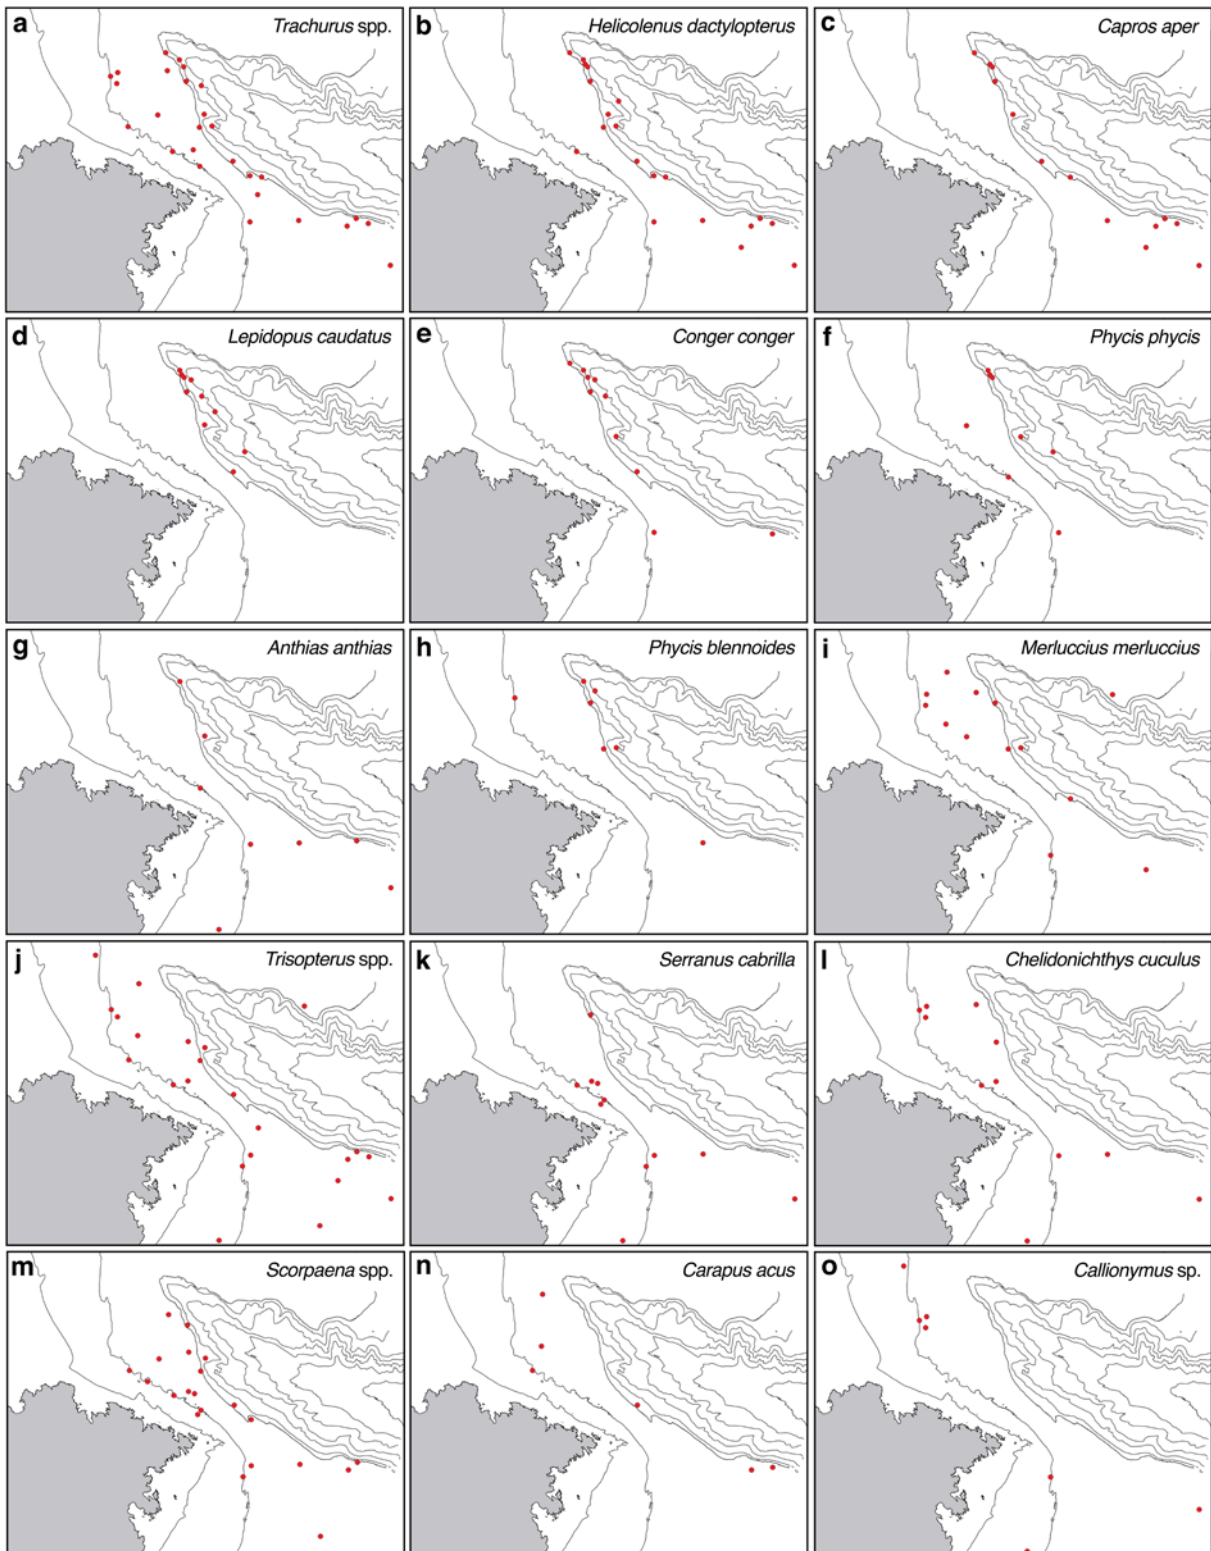 a Trachurus spp.
b Helicolenus dactylopterus
c Capros aper
d Lepidopus caudatus
e Conger conger
f Phycis phycis
g Anthias anthias
h Phycis blennoides
i Merluccius merluccius
j Trisopterus spp.
k Serranus cabrilla
l Chelidonichthys cuculus
m Scorpaena spp.
n Carapus acus
o Callionymus sp.